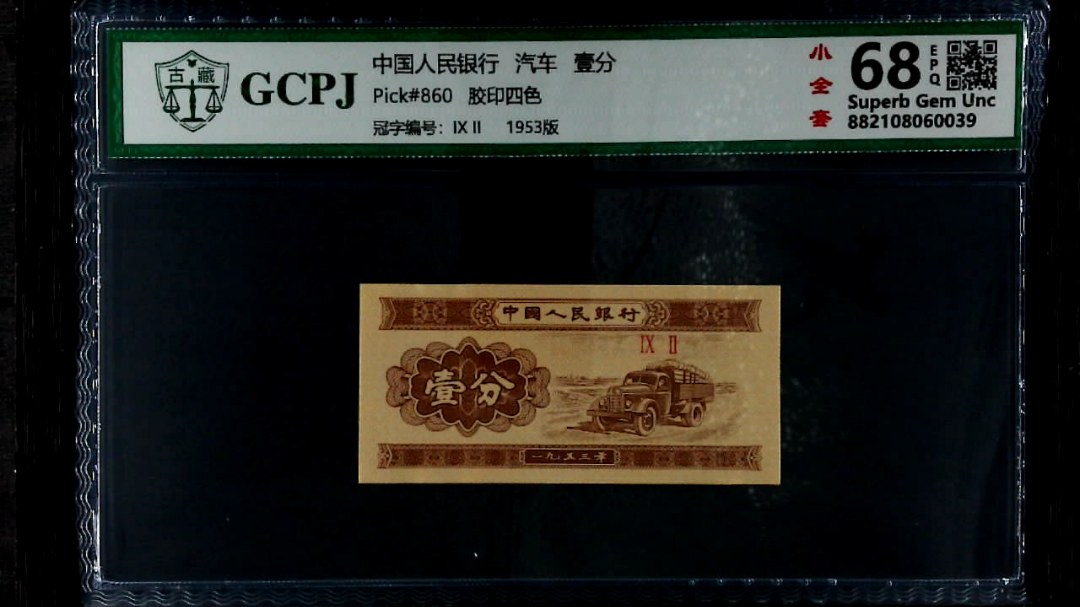 古藏
GCPJ
中国人民银行 汽车 壹分
Pick#860 胶印四色
冠字编号: IX II 1953版
小全套
68
EPQ
Superb Gem Unc
882108060039
中國人民銀行
IX II
壹分
一九五三年